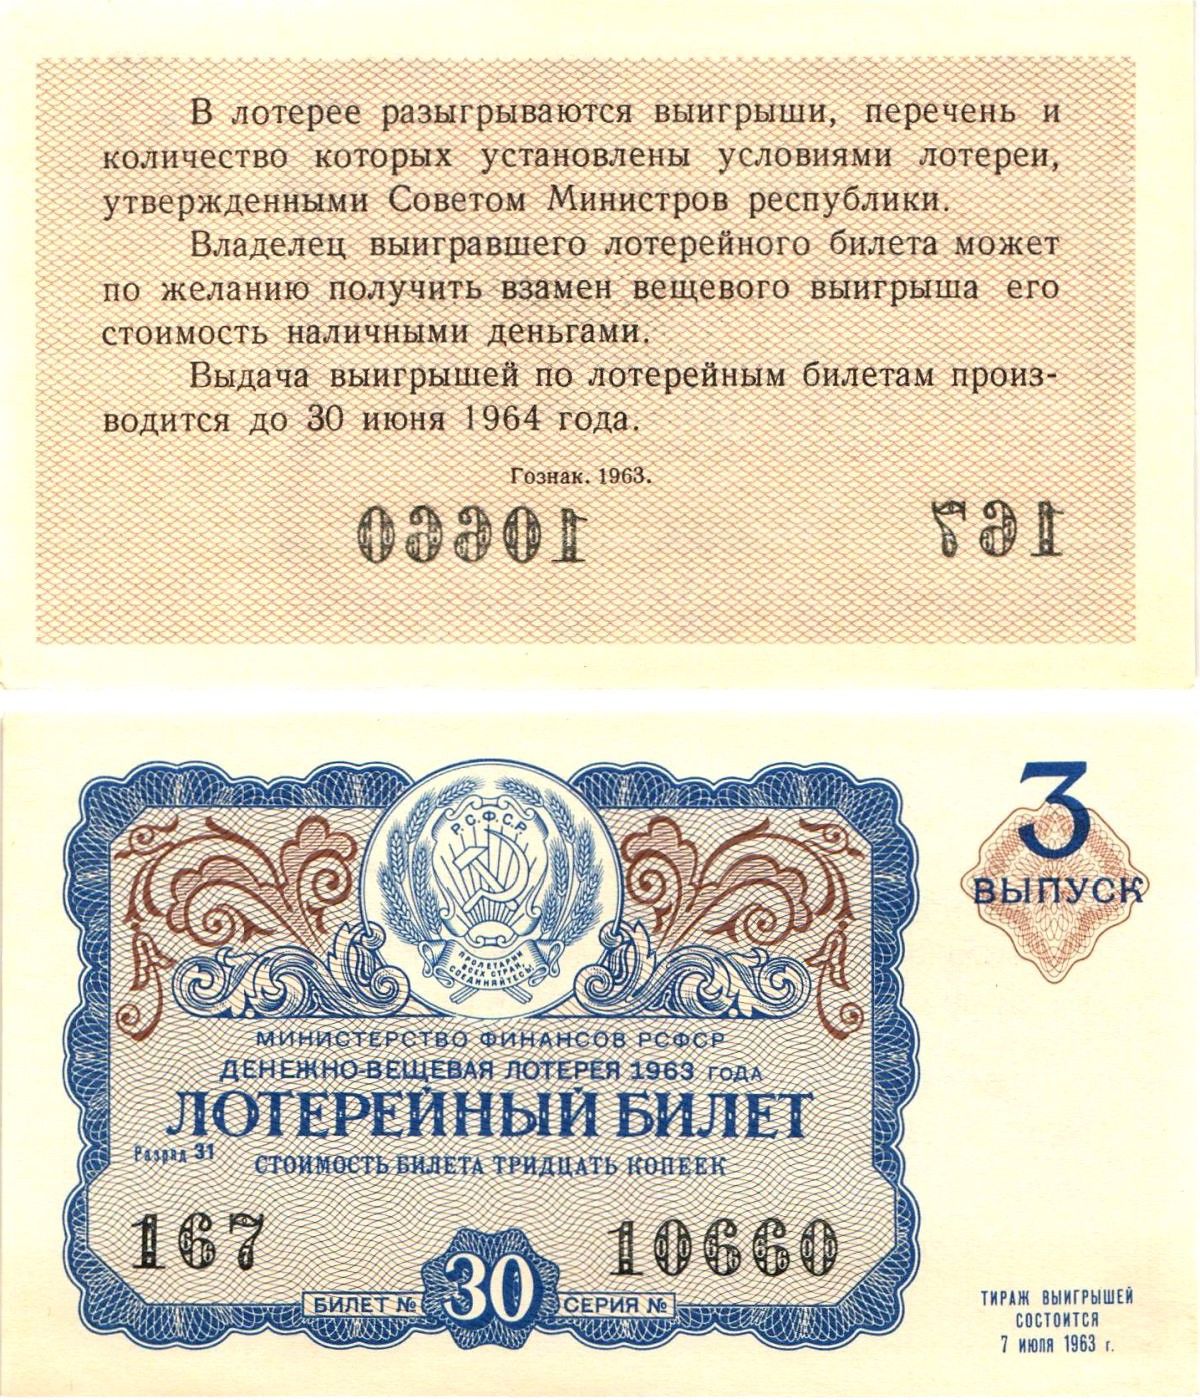 В лотерее разыгрываются выигрыши, перечень и
количество которых установлены условиями лотереи,
утвержденными Советом Министров республики.
Владелец выигравшего лотерейного билета может
по желанию получить взамен вещевого выигрыша его
стоимость наличными деньгами.
Выдача выигрышей по лотерейным билетам произ-
водится до 30 июня 1964 года.
Гознак. 1963.
10660 167
3
ВЫПУСК
Р.С.Ф.С.Р.
ПРОЛЕТАРИИ
ВСЕХ СТРАН,
СОЕДИНЯЙТЕСЬ!
МИНИСТЕРСТВО ФИНАНСОВ РСФСР
ДЕНЕЖНО-ВЕЩЕВАЯ ЛОТЕРЕЯ 1963 ГОДА
ЛОТЕРЕЙНЫЙ БИЛЕТ
Разряд 31
СТОИМОСТЬ БИЛЕТА ТРИДЦАТЬ КОПЕЕК
167 10660
БИЛЕТ № 30 СЕРИЯ №
ТИРАЖ ВЫИГРЫШЕЙ
СОСТОИТСЯ
7 ИЮЛЯ 1963 г.